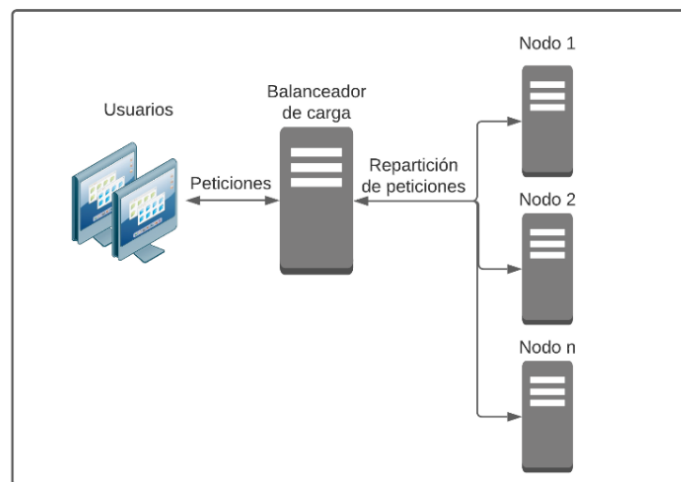 Usuarios
Peticiones
Balanceador
de carga
Repartición
de peticiones
Nodo 1
Nodo 2
Nodo n